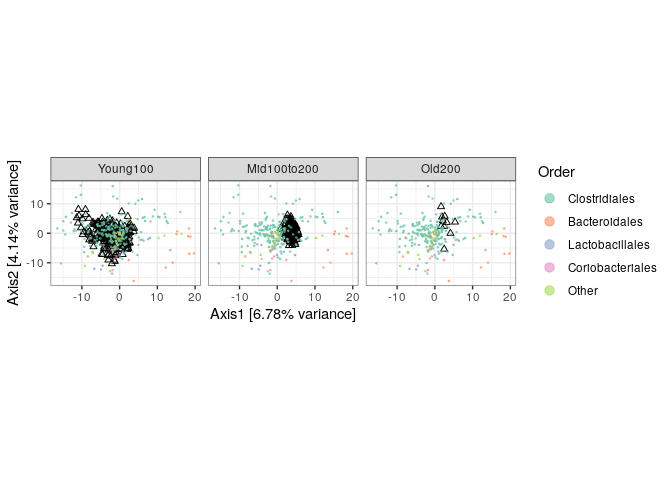 Young100
Mid100to200
Old200
Axis2 [4.14% variance]
10
0
-10
-10
0
10
20
-10
0
10
20
-10
0
10
20
Axis1 [6.78% variance]
Order
Clostridiales
Bacteroidales
Lactobacillales
Coriobacteriales
Other